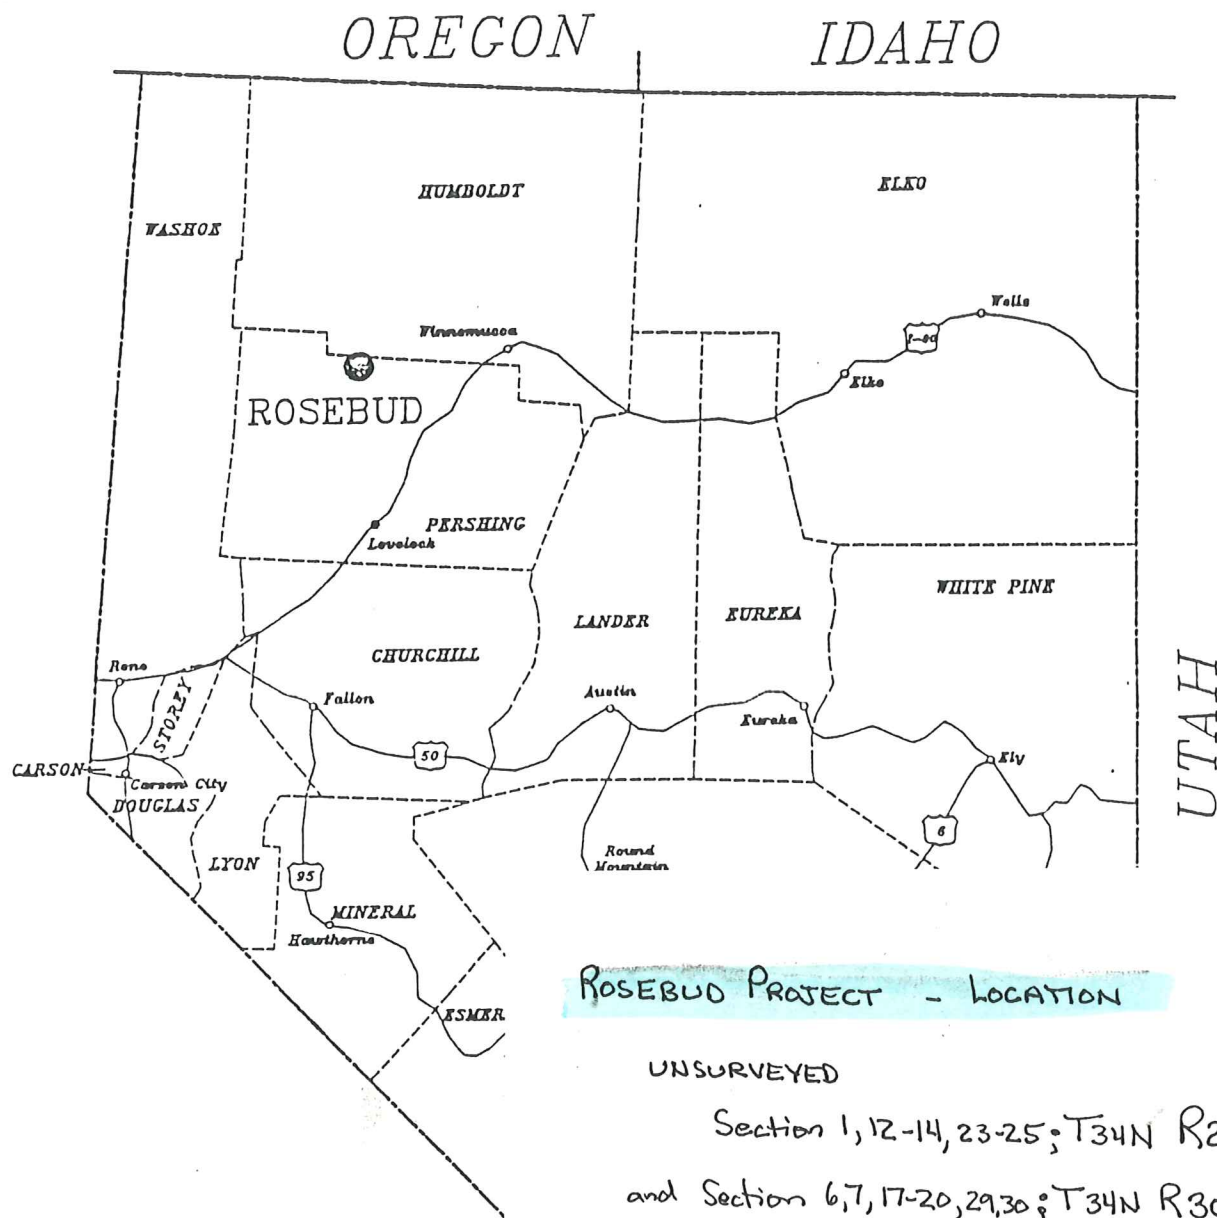 OREGON
IDAHO
HUMBOLDT
ELKO
WASHOE
Wells
Winnemucca
I-80
Elko
ROSEBUD
PERSHING
Lovelock
WHITE PINE
LANDER
EUREKA
CHURCHILL
Reno
STOREY
Fallon
Austin
Eureka
UTAH
50
Ely
CARSON
Carson City
DOUGLAS
6
LYON
Round
Mountain
95
MINERAL
Hawthorne
ESMER
ROSEBUD PROJECT - LOCATION
UNSURVEYED
Section 1, 12-14, 23-25; T34N
and Section 6,7, 17-20, 29,30; T34N